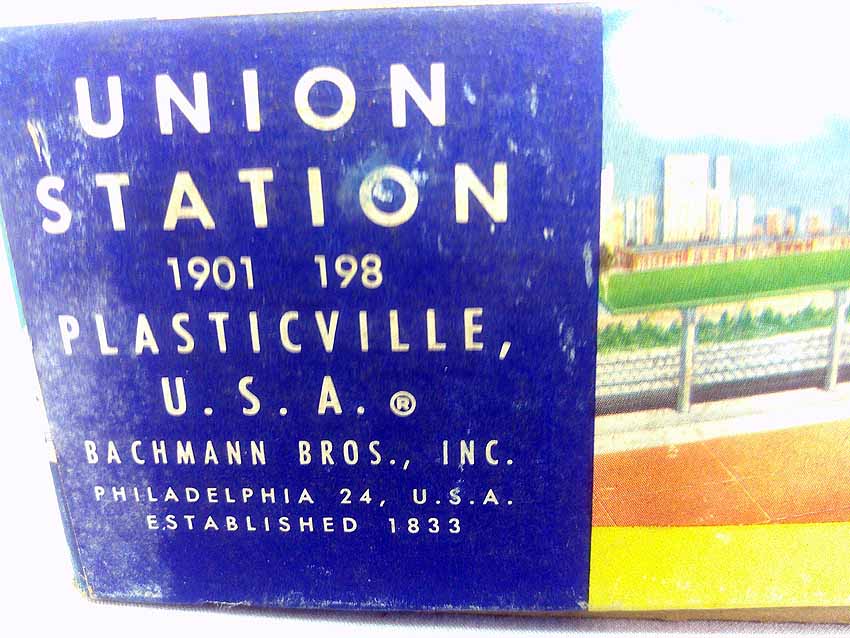 UNION
STATION
1901 198
PLASTICVILLE,
U.S.A.®
BACHMANN BROS., INC.
PHILADELPHIA 24, U.S.A.
ESTABLISHED 1833